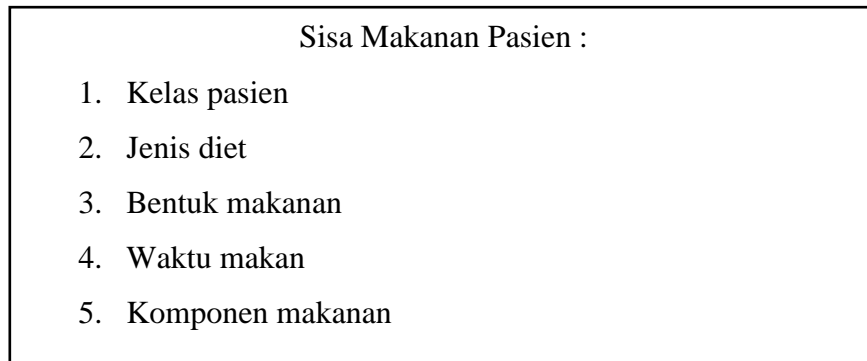 Sisa Makanan Pasien :
1. Kelas pasien
2. Jenis diet
3. Bentuk makanan
4. Waktu makan
5. Komponen makanan